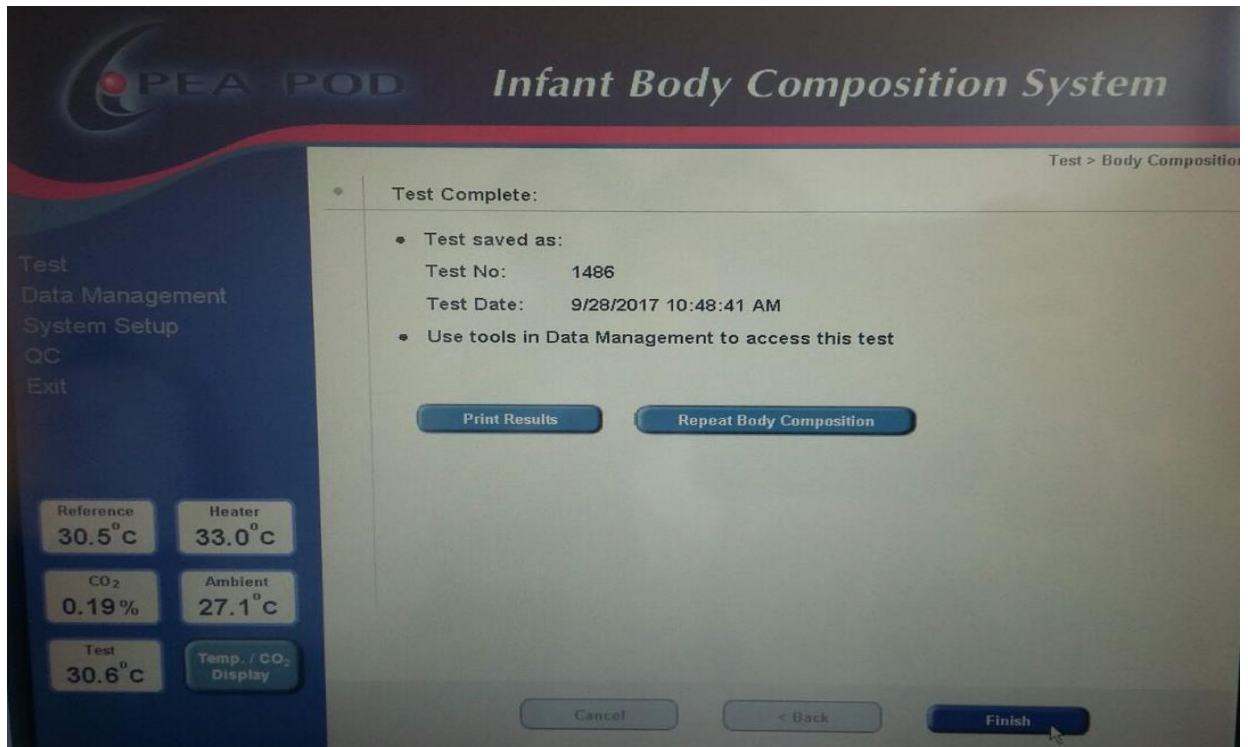 PEA POD
Infant Body Composition System
Test > Body Composition
Test Complete:
• Test saved as:
Test No: 1486
Test Date: 9/28/2017 10:48:41 AM
• Use tools in Data Management to access this test
Print Results
Repeat Body Composition
Test
Data Management
System Setup
QC
Exit
Reference
30.5°C
Heater
33.0°C
CO₂
0.19%
Ambient
27.1°C
Test
30.6°C
Temp. / CO₂
Display
Cancel
< Back
Finish